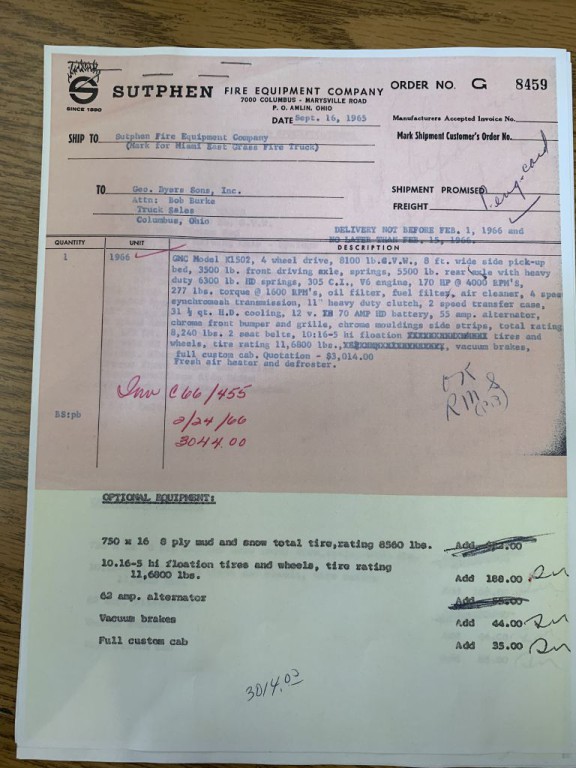 SUTPHEN FIRE EQUIPMENT COMPANY
SINCE 1890
7000 COLUMBUS - MARYSVILLE ROAD
P. O. AMLIN, OHIO
ORDER NO. G 8459
DATE Sept. 16, 1965
Manufacturers Accepted Invoice No.
SHIP TO Sutphen Fire Equipment Company
(Mark for Miami East Grass Fire Truck)
Mark Shipment Customer's Order No.
TO Geo. Byers Sons, Inc.
Attn: Bob Burke
Truck Sales
Columbus, Ohio
SHIPMENT PROMISED
FREIGHT
DELIVERY NOT BEFORE FEB. 1, 1966 and
NO LATER THAN FEB. 15, 1966.
QUANTITY UNIT DESCRIPTION
1 1966 GMC Model K1502, 4 wheel drive, 8100 lb.G.V.W., 8 ft. wide side pick-up
bed, 3500 lb. front driving axle, springs, 5500 lb. rear axle with heavy
duty 6300 lb. HD springs, 305 C.I., V6 engine, 170 HP @ 4000 RPM's,
277 lbs. torque @ 1600 RPM's, oil filter, fuel filter, air cleaner, 4 speed
synchromesh transmission, 11" heavy duty clutch, 2 speed transfer case,
31 ½ qt. H.D. cooling, 12 v. 70 AMP HD battery, 55 amp. alternator,
chrome front bumper and grille, chrome mouldings side strips, total rating
8,240 lbs. 2 seat belts, 10:16-5 hi floation tires and
wheels, tire rating 11,6800 lbs., vacuum brakes,
full custom cab. Quotation - $3,014.00
Fresh air heater and defroster.
Inv C66/455
BB:pb
2/24/66
3044.00
OK
RMS
OPTIONAL EQUIPMENT:
750 x 16 8 ply mud and snow total tire,rating 8560 lbs. Add
10.16-5 hi floation tires and wheels, tire rating
11,6800 lbs. Add 188.00
62 amp. alternator Add
Vacuum brakes Add 44.00
Full custom cab Add 35.00
3014.00